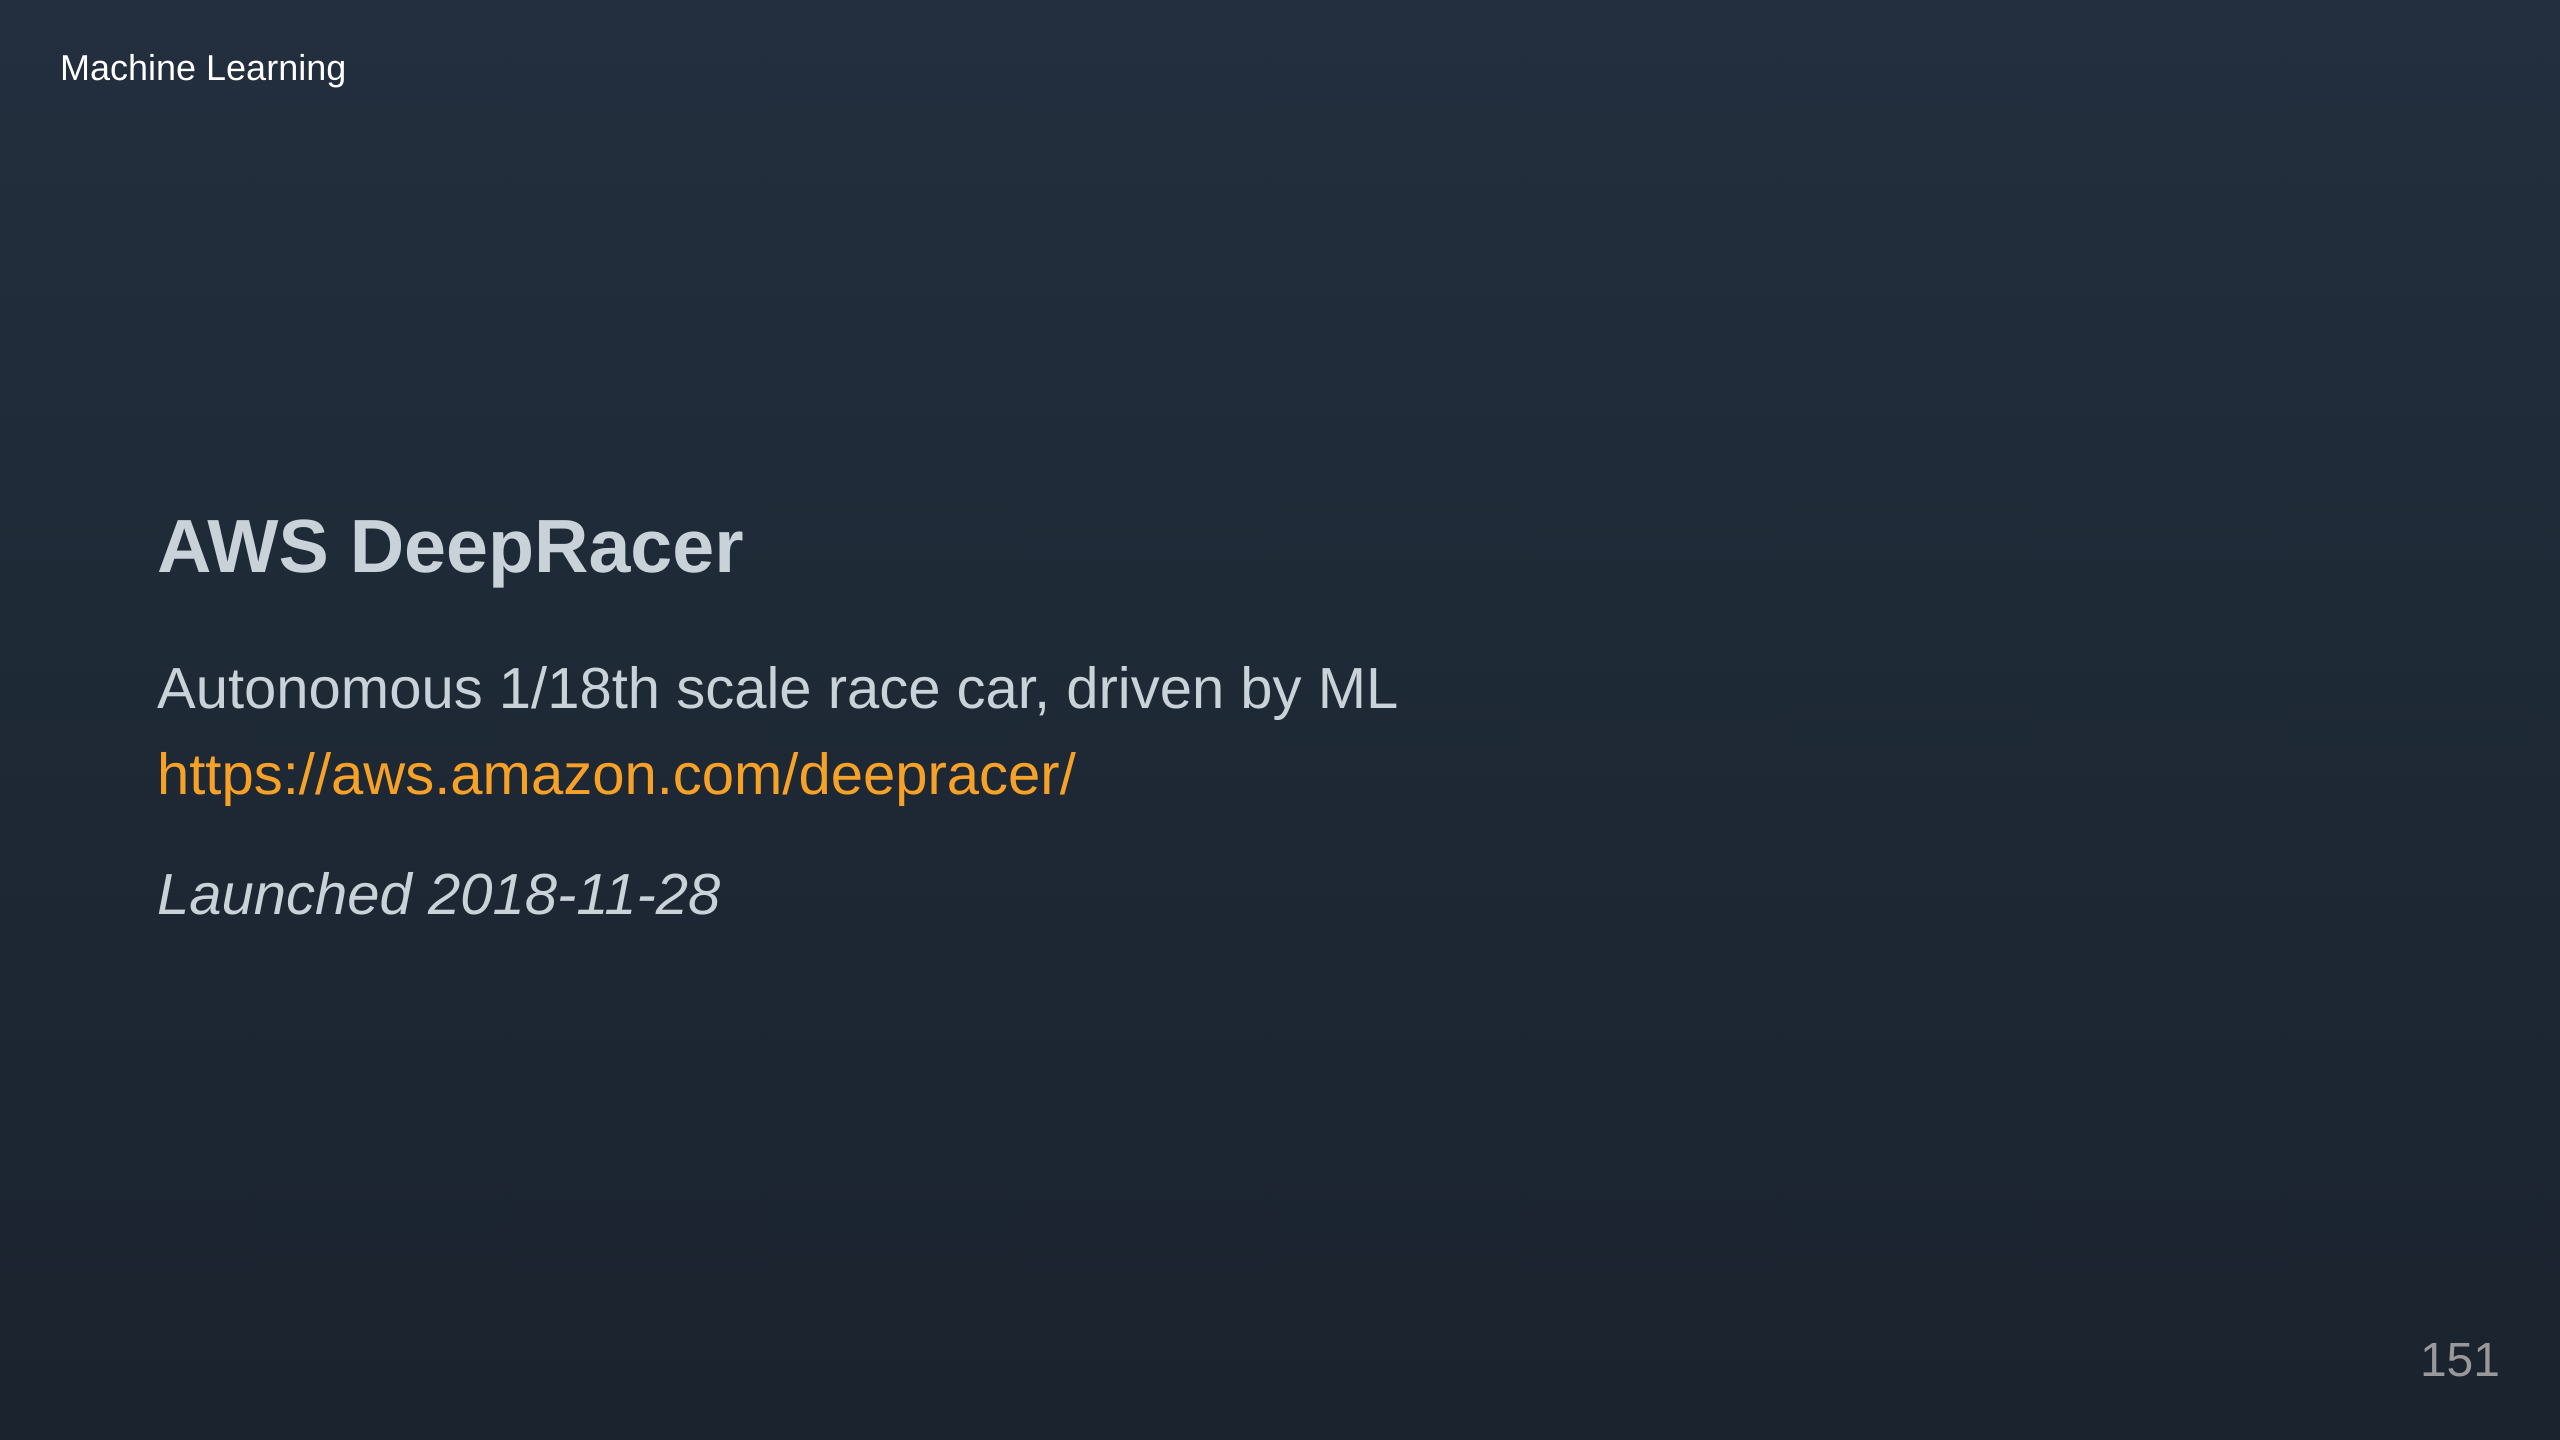 Machine Learning
AWS DeepRacer
Autonomous 1/18th scale race car, driven by ML
https://aws.amazon.com/deepracer/
Launched 2018-11-28
151